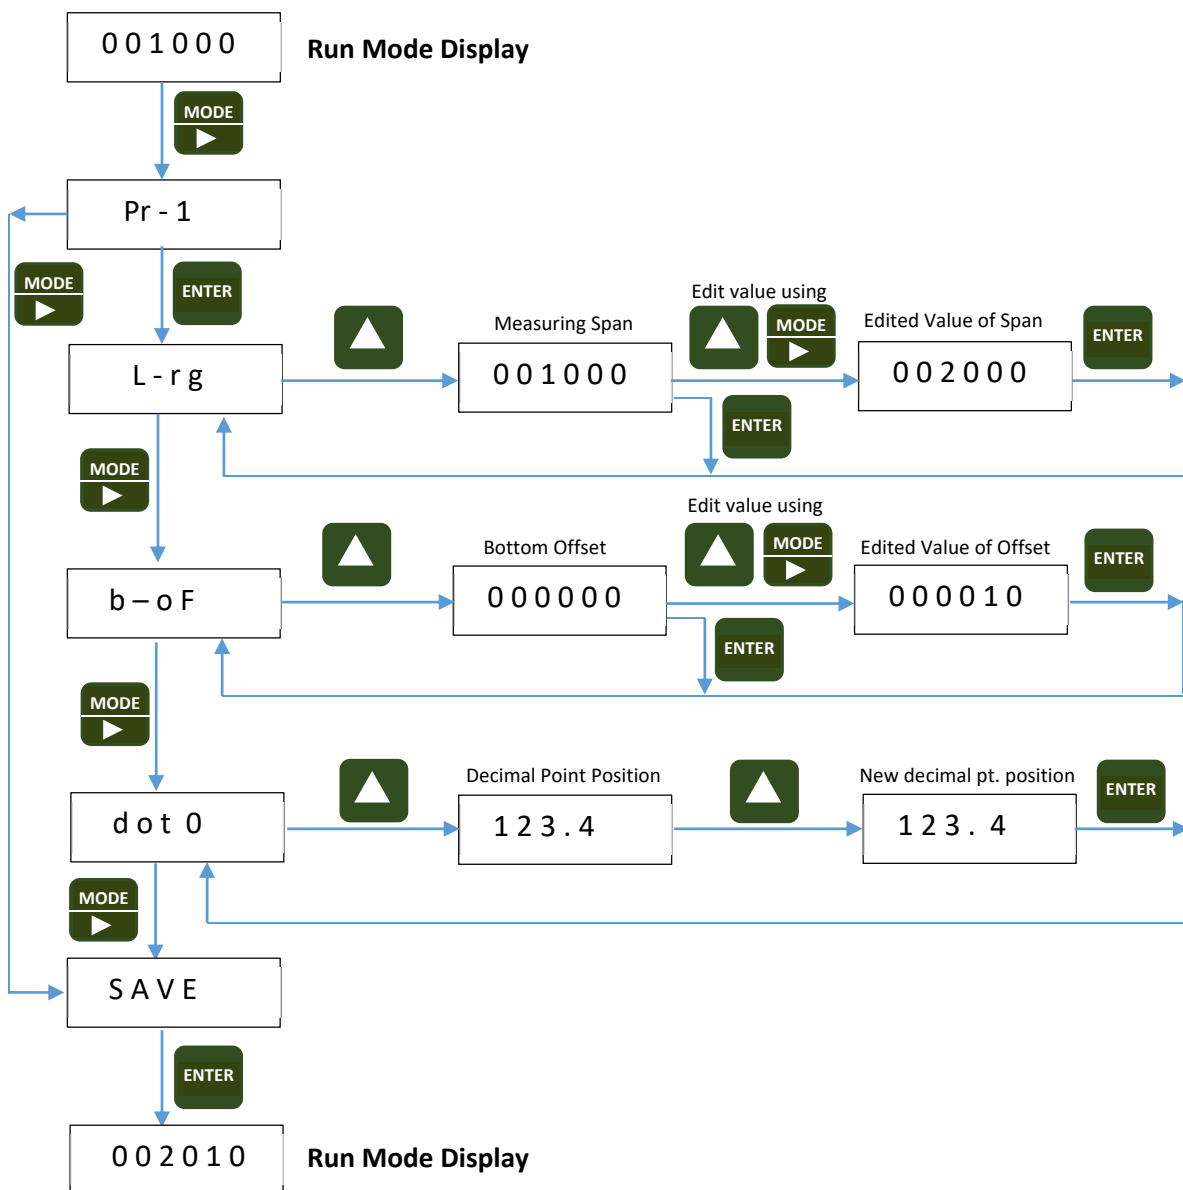 001000
Run Mode Display
MODE
Pr - 1
MODE
ENTER
Edit value using
Measuring Span
MODE
Edited Value of Span
ENTER
L - r g
001000
002000
ENTER
MODE
Edit value using
Bottom Offset
MODE
Edited Value of Offset
ENTER
b – o F
000000
000010
ENTER
MODE
Decimal Point Position
New decimal pt. position
ENTER
d o t 0
1 2 3 . 4
1 2 3 . 4
MODE
S A V E
ENTER
002010
Run Mode Display